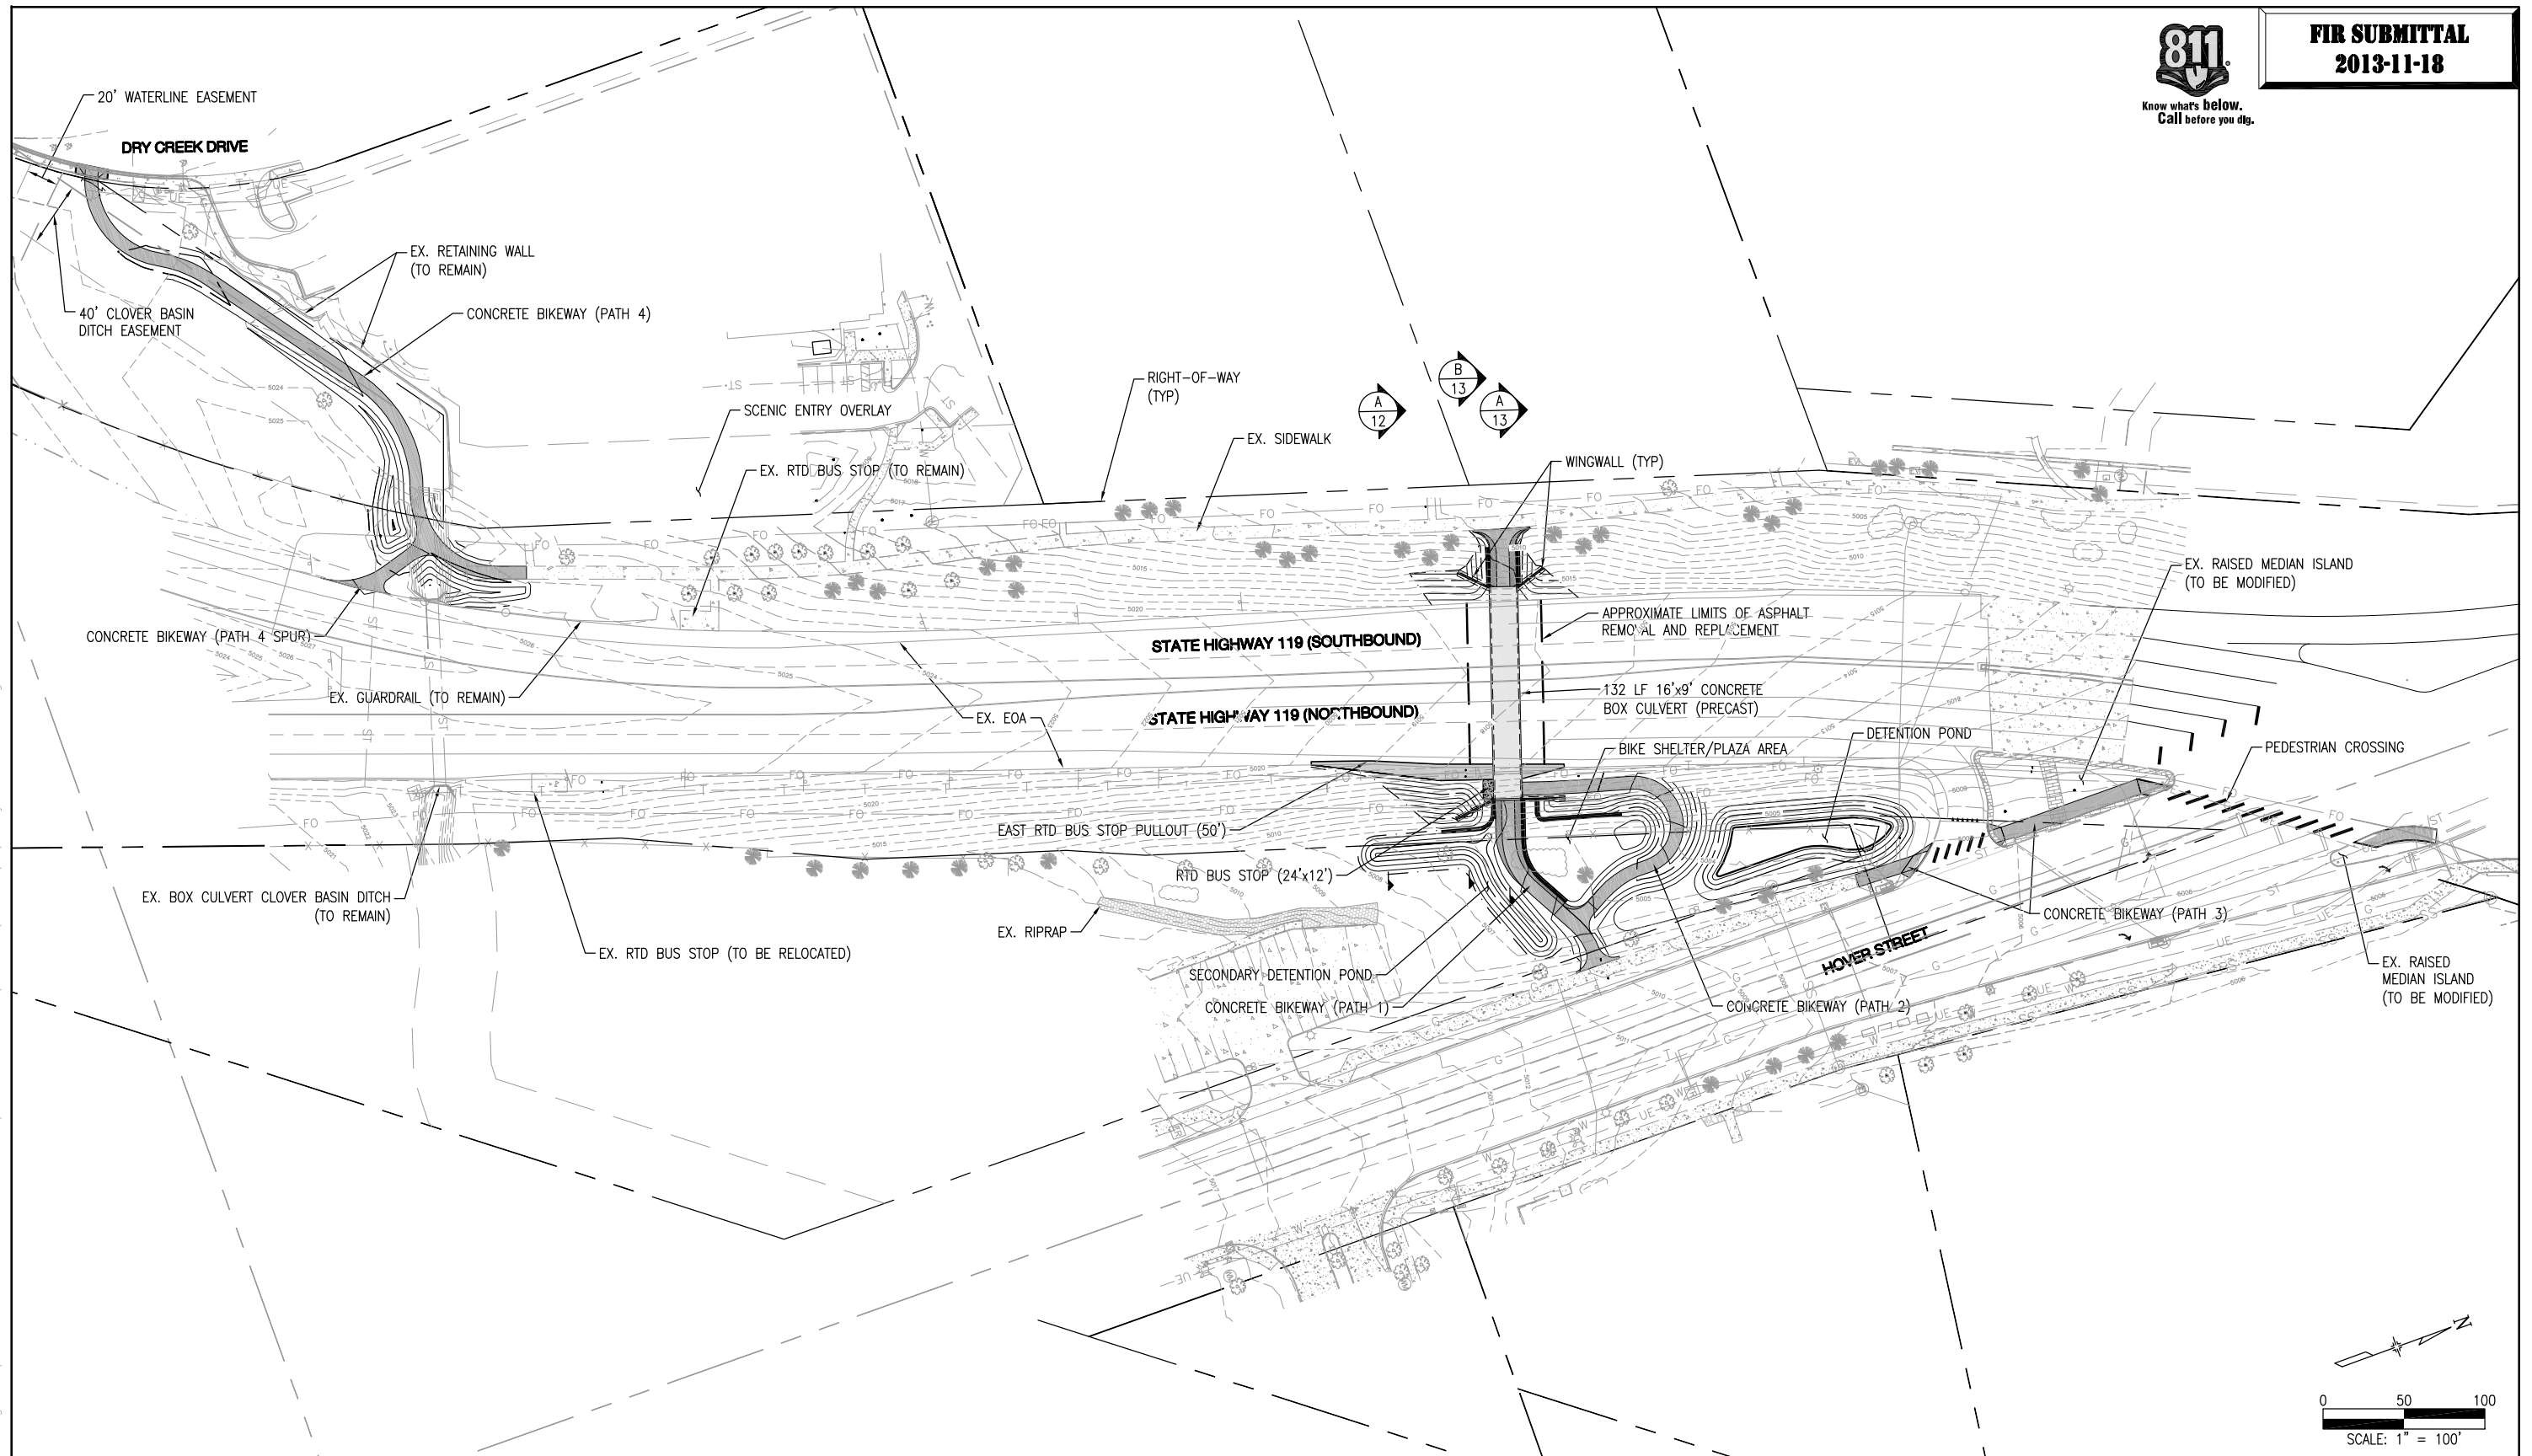 811
Know what's below.
Call before you dig.
FIR SUBMITTAL
2013-11-18
20' WATERLINE EASEMENT
DRY CREEK DRIVE
EX. RETAINING WALL
(TO REMAIN)
40' CLOVER BASIN
DITCH EASEMENT
CONCRETE BIKEWAY (PATH 4)
RIGHT-OF-WAY
(TYP)
A
12
B
13
A
13
SCENIC ENTRY OVERLAY
EX. SIDEWALK
EX. RTD BUS STOP (TO REMAIN)
WINGWALL (TYP)
EX. RAISED MEDIAN ISLAND
(TO BE MODIFIED)
APPROXIMATE LIMITS OF ASPHALT
REMOVAL AND REPLACEMENT
CONCRETE BIKEWAY (PATH 4 SPUR)
STATE HIGHWAY 119 (SOUTHBOUND)
EX. GUARDRAIL (TO REMAIN)
132 LF 16'x9' CONCRETE
BOX CULVERT (PRECAST)
EX. EOA
STATE HIGHWAY 119 (NORTHBOUND)
BIKE SHELTER/PLAZA AREA
DETENTION POND
PEDESTRIAN CROSSING
EAST RTD BUS STOP PULLOUT (50')
RTD BUS STOP (24'x12')
EX. BOX CULVERT CLOVER BASIN DITCH
(TO REMAIN)
CONCRETE BIKEWAY (PATH 3)
EX. RIPRAP
EX. RTD BUS STOP (TO BE RELOCATED)
HOVER STREET
SECONDARY DETENTION POND
CONCRETE BIKEWAY (PATH 1)
CONCRETE BIKEWAY (PATH 2)
EX. RAISED
MEDIAN ISLAND
(TO BE MODIFIED)
N
0 50 100
SCALE: 1" = 100'